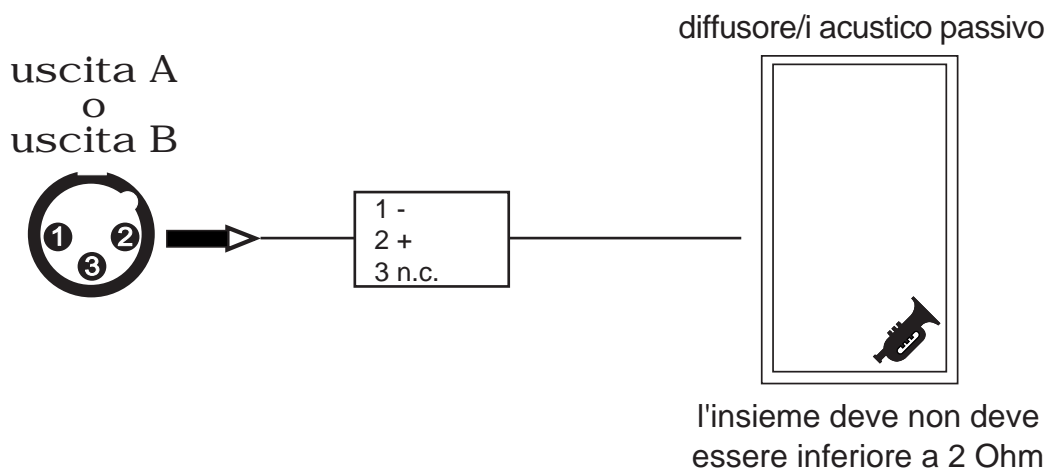 diffusore/i acustico passivo
uscita A
o
uscita B
1 2
3
1 -
2 +
3 n.c.
l'insieme deve non deve
essere inferiore a 2 Ohm